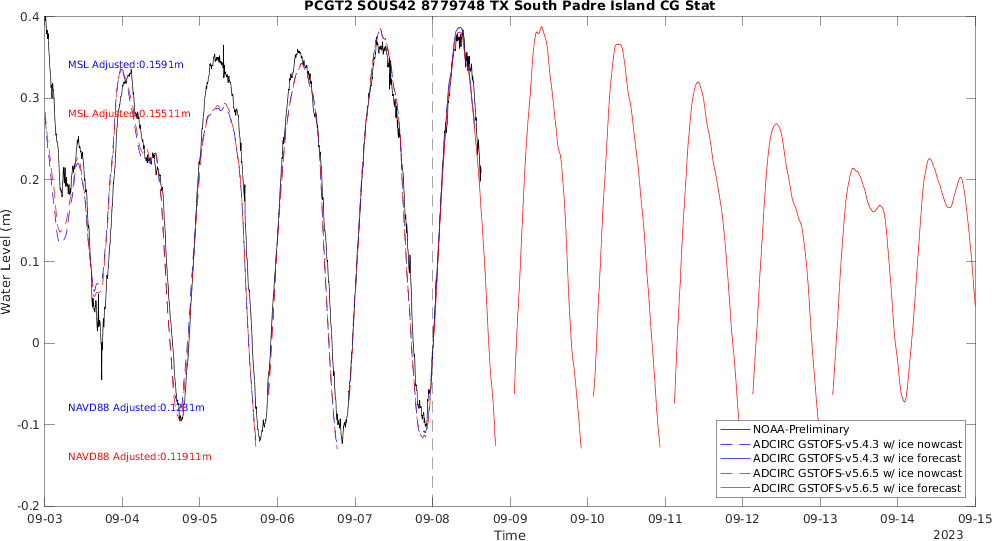 PCGT2 SOUS42 8779748 TX South Padre Island CG Stat
0.4
0.3
0.2
0.1
0
-0.1
-0.2
Water Level (m)
MSL Adjusted:0.1591m
MSL Adjusted:0.15511m
NAVD88 Adjusted:0.1231m
NAVD88 Adjusted:0.11911m
NOAA-Preliminary
ADCIRC GSTOFS-v5.4.3 w/ ice nowcast
ADCIRC GSTOFS-v5.4.3 w/ ice forecast
ADCIRC GSTOFS-v5.6.5 w/ ice nowcast
ADCIRC GSTOFS-v5.6.5 w/ ice forecast
09-03 09-04 09-05 09-06 09-07 09-08 09-09 09-10 09-11 09-12 09-13 09-14 09-15
Time
2023